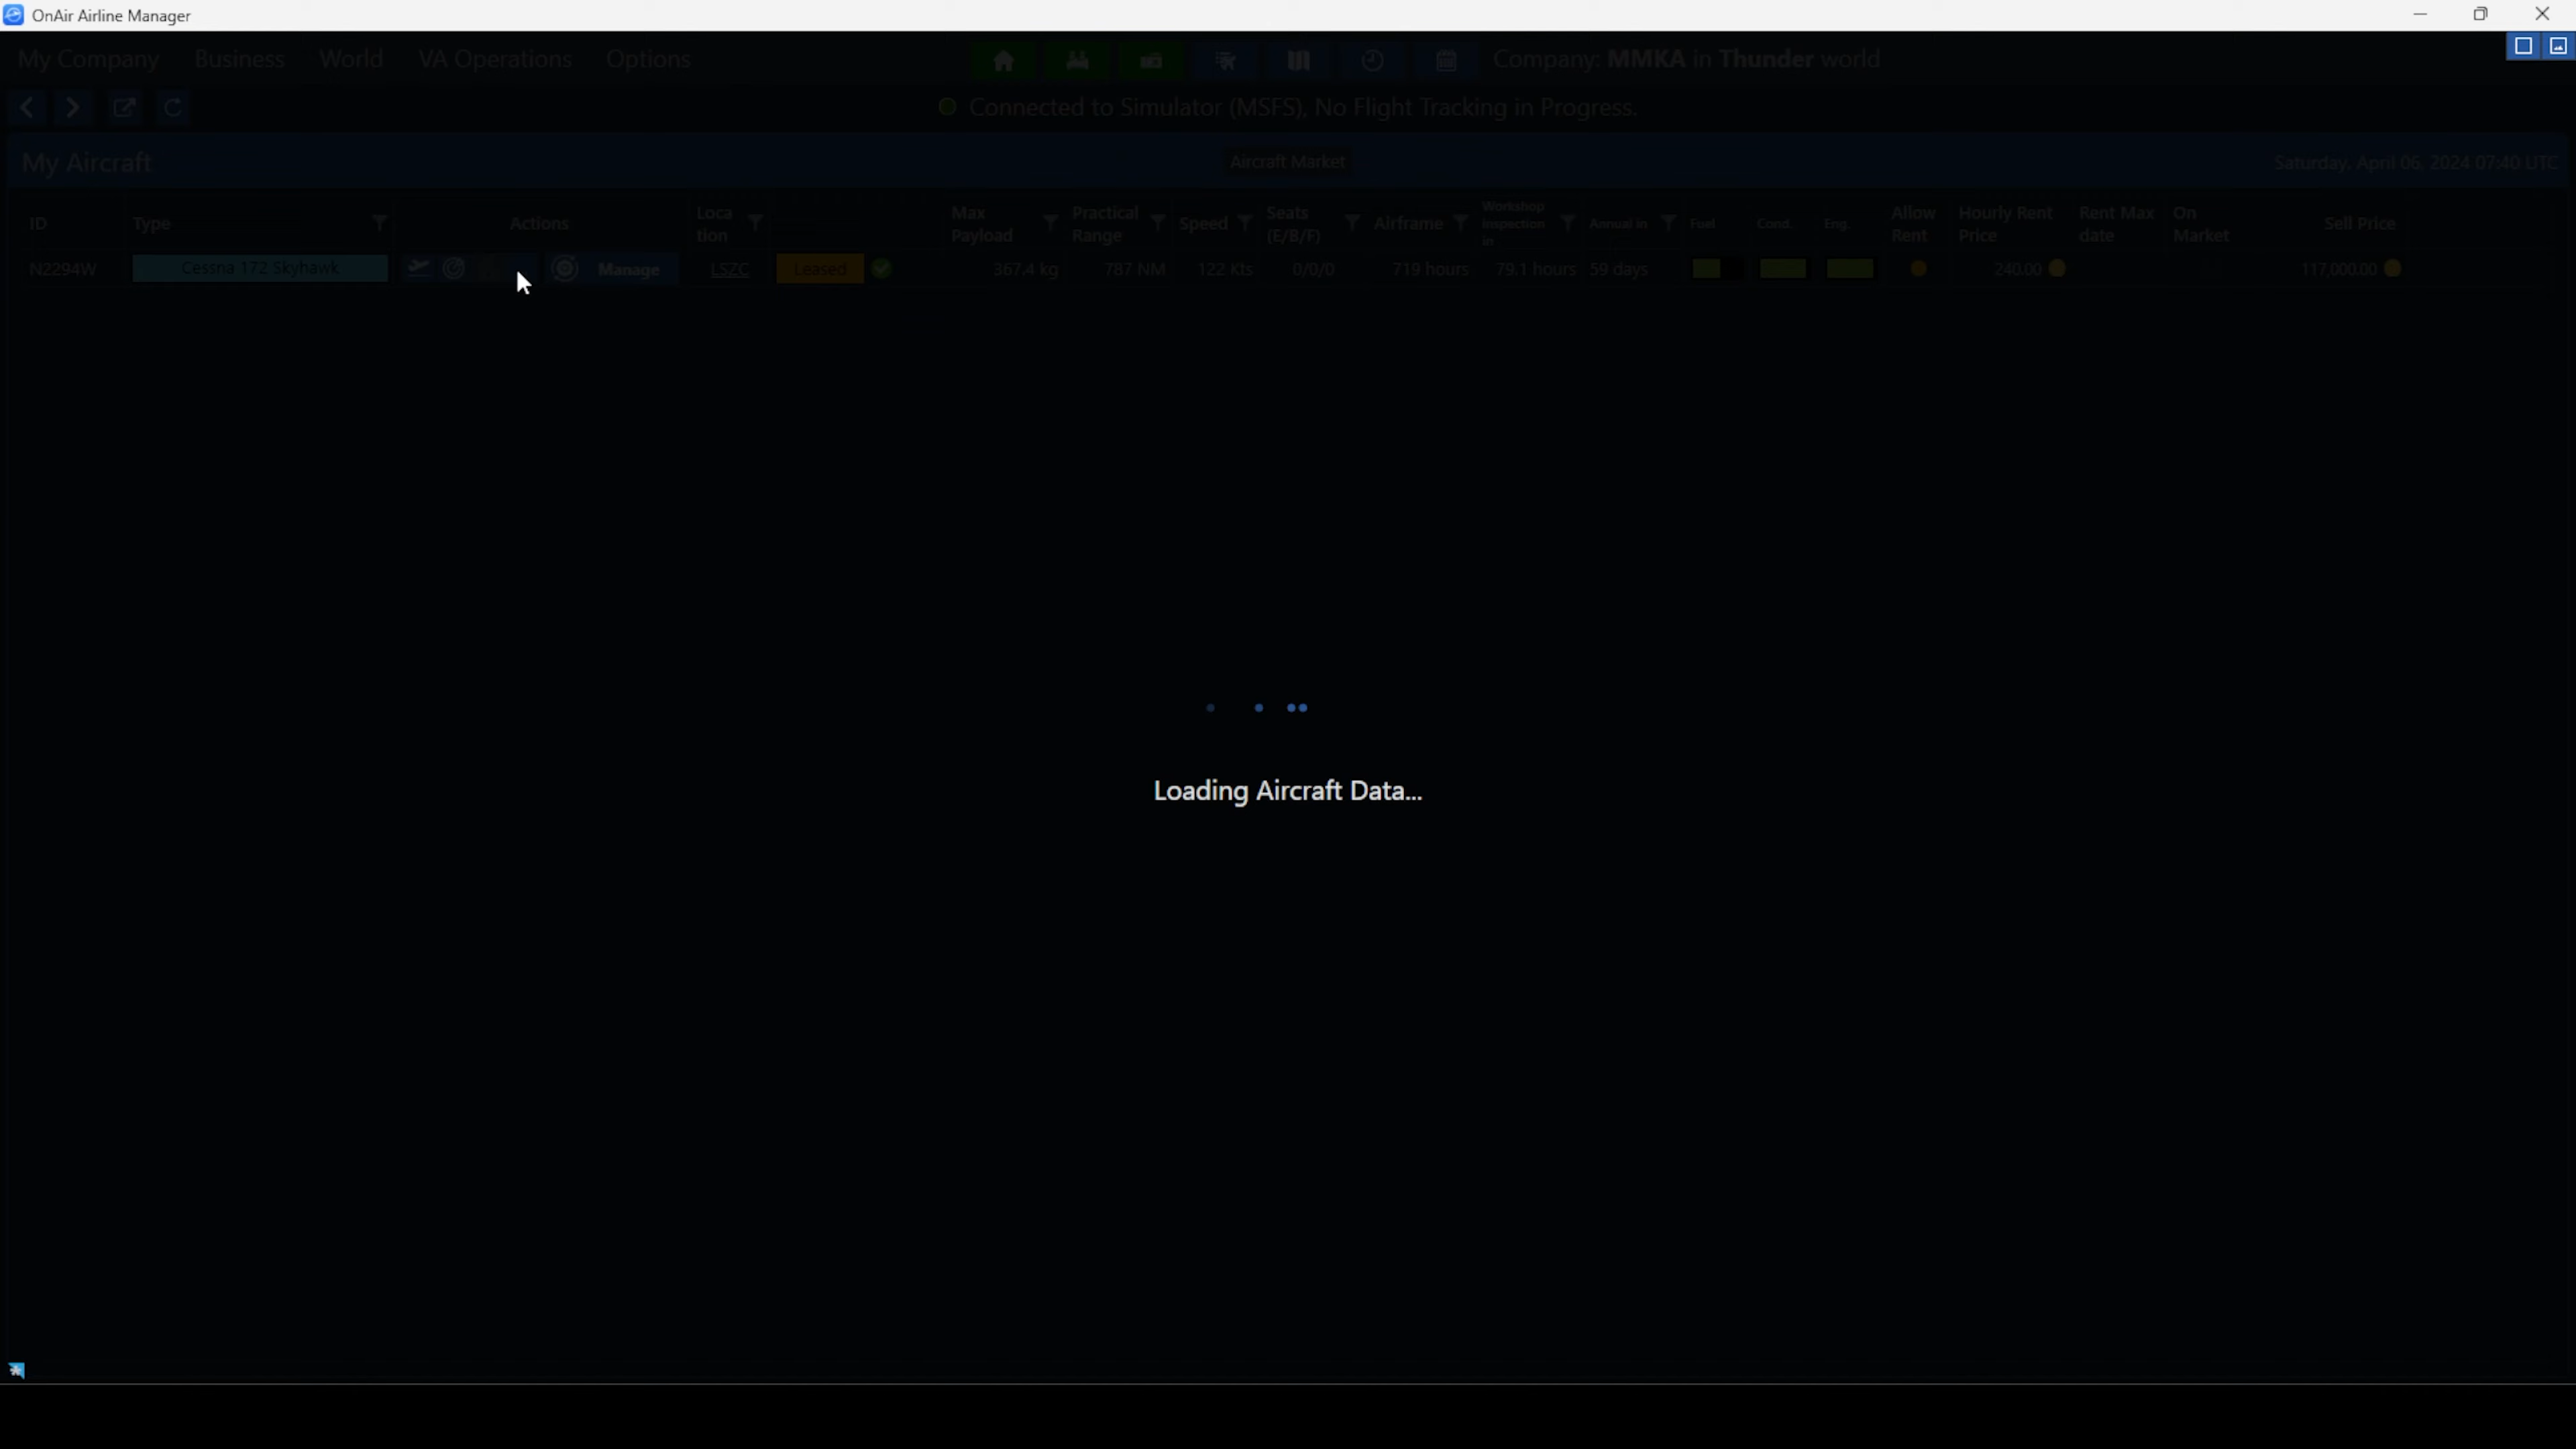 OnAir Airline Manager
My Company Business World VA Operations Options Company: MMKA in Thunder world
Connected to Simulator (MSFS), No Flight Tracking in Progress.
My Aircraft Aircraft Market Saturday, April 06, 2024 07:40 UTC
ID Type Actions Loca tion Max Payload Practical Range Speed Seats (E/B/F) Airframe Workshop Inspection in Annual in Fuel Cond. Eng. Allow Rent Hourly Rent Price Rent Max date On Market Sell Price
N2294W Cessna 172 Skyhawk Manage LSZC Leased 367.4 kg 787 NM 122 Kts 0/0/0 719 hours 79.1 hours 59 days 240.00 117,000.00
Loading Aircraft Data...